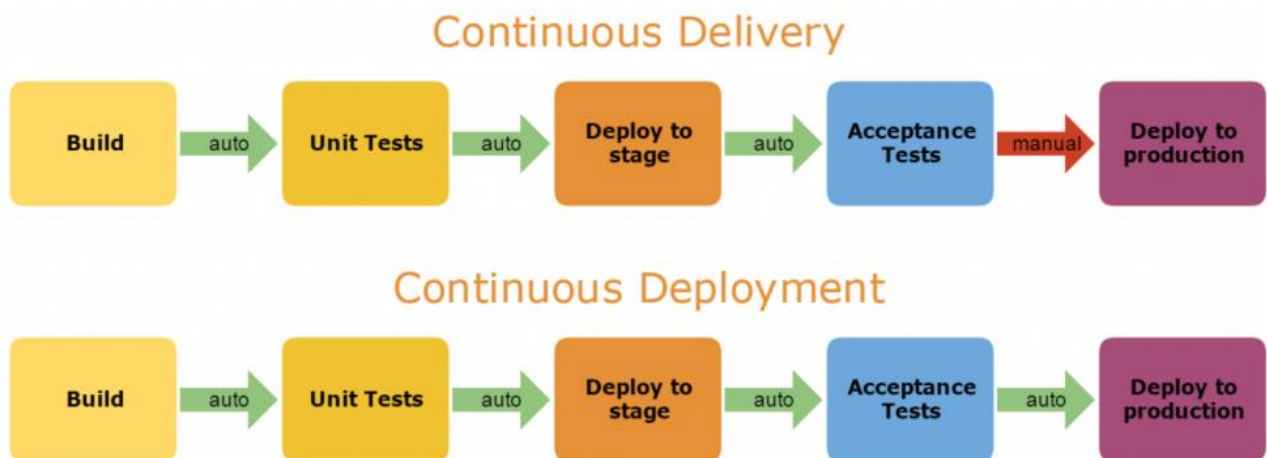 Continuous Delivery
Build
auto
Unit Tests
auto
Deploy to
stage
auto
Acceptance
Tests
manual
Deploy to
production
Continuous Deployment
Build
auto
Unit Tests
auto
Deploy to
stage
auto
Acceptance
Tests
auto
Deploy to
production